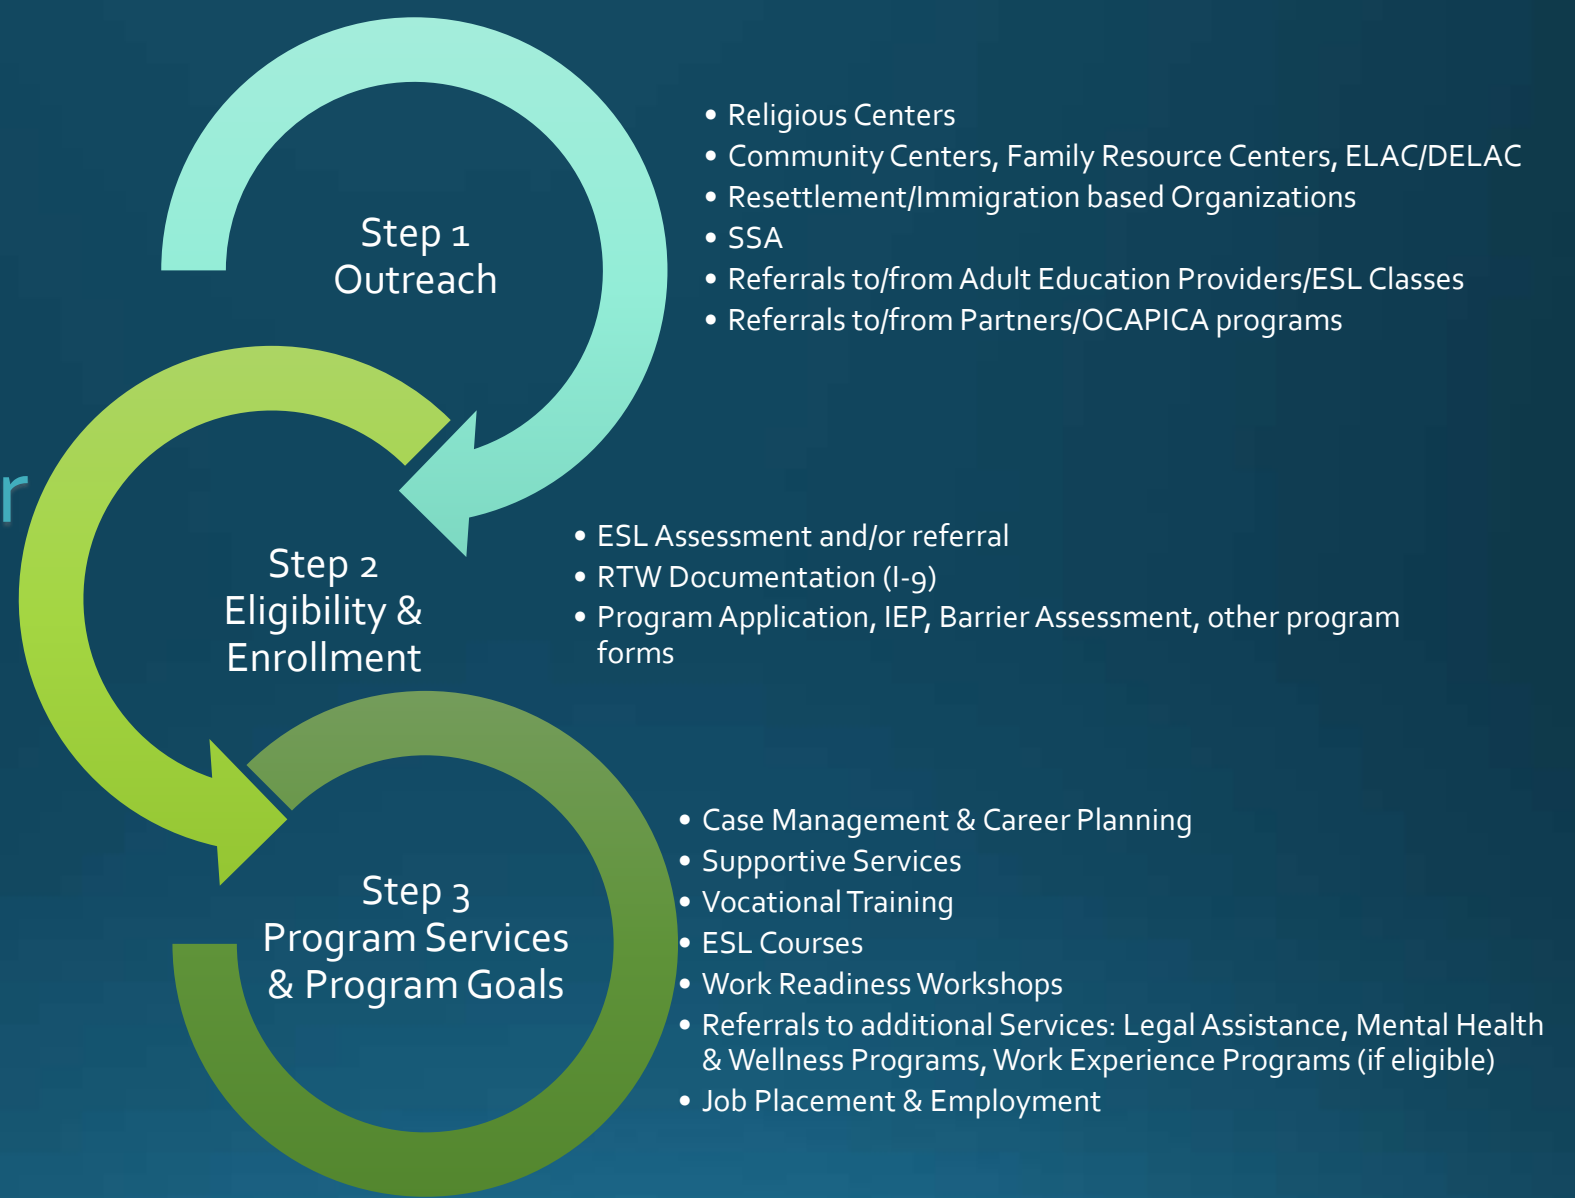 Step 1
Outreach
• Religious Centers
• Community Centers, Family Resource Centers, ELAC/DELAC
• Resettlement/Immigration based Organizations
• SSA
• Referrals to/from Adult Education Providers/ESL Classes
• Referrals to/from Partners/OCAPICA programs
r
Step 2
Eligibility &
Enrollment
• ESL Assessment and/or referral
• RTW Documentation (I-9)
• Program Application, IEP, Barrier Assessment, other program
forms
Step 3
Program Services
& Program Goals
• Case Management & Career Planning
• Supportive Services
• Vocational Training
• ESL Courses
• Work Readiness Workshops
• Referrals to additional Services: Legal Assistance, Mental Health
& Wellness Programs, Work Experience Programs (if eligible)
• Job Placement & Employment